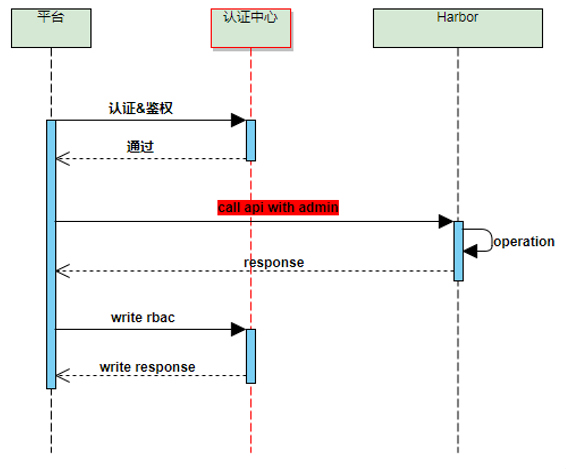 平台
认证中心
Harbor
认证&鉴权
通过
call api with admin
operation
response
write rbac
write response